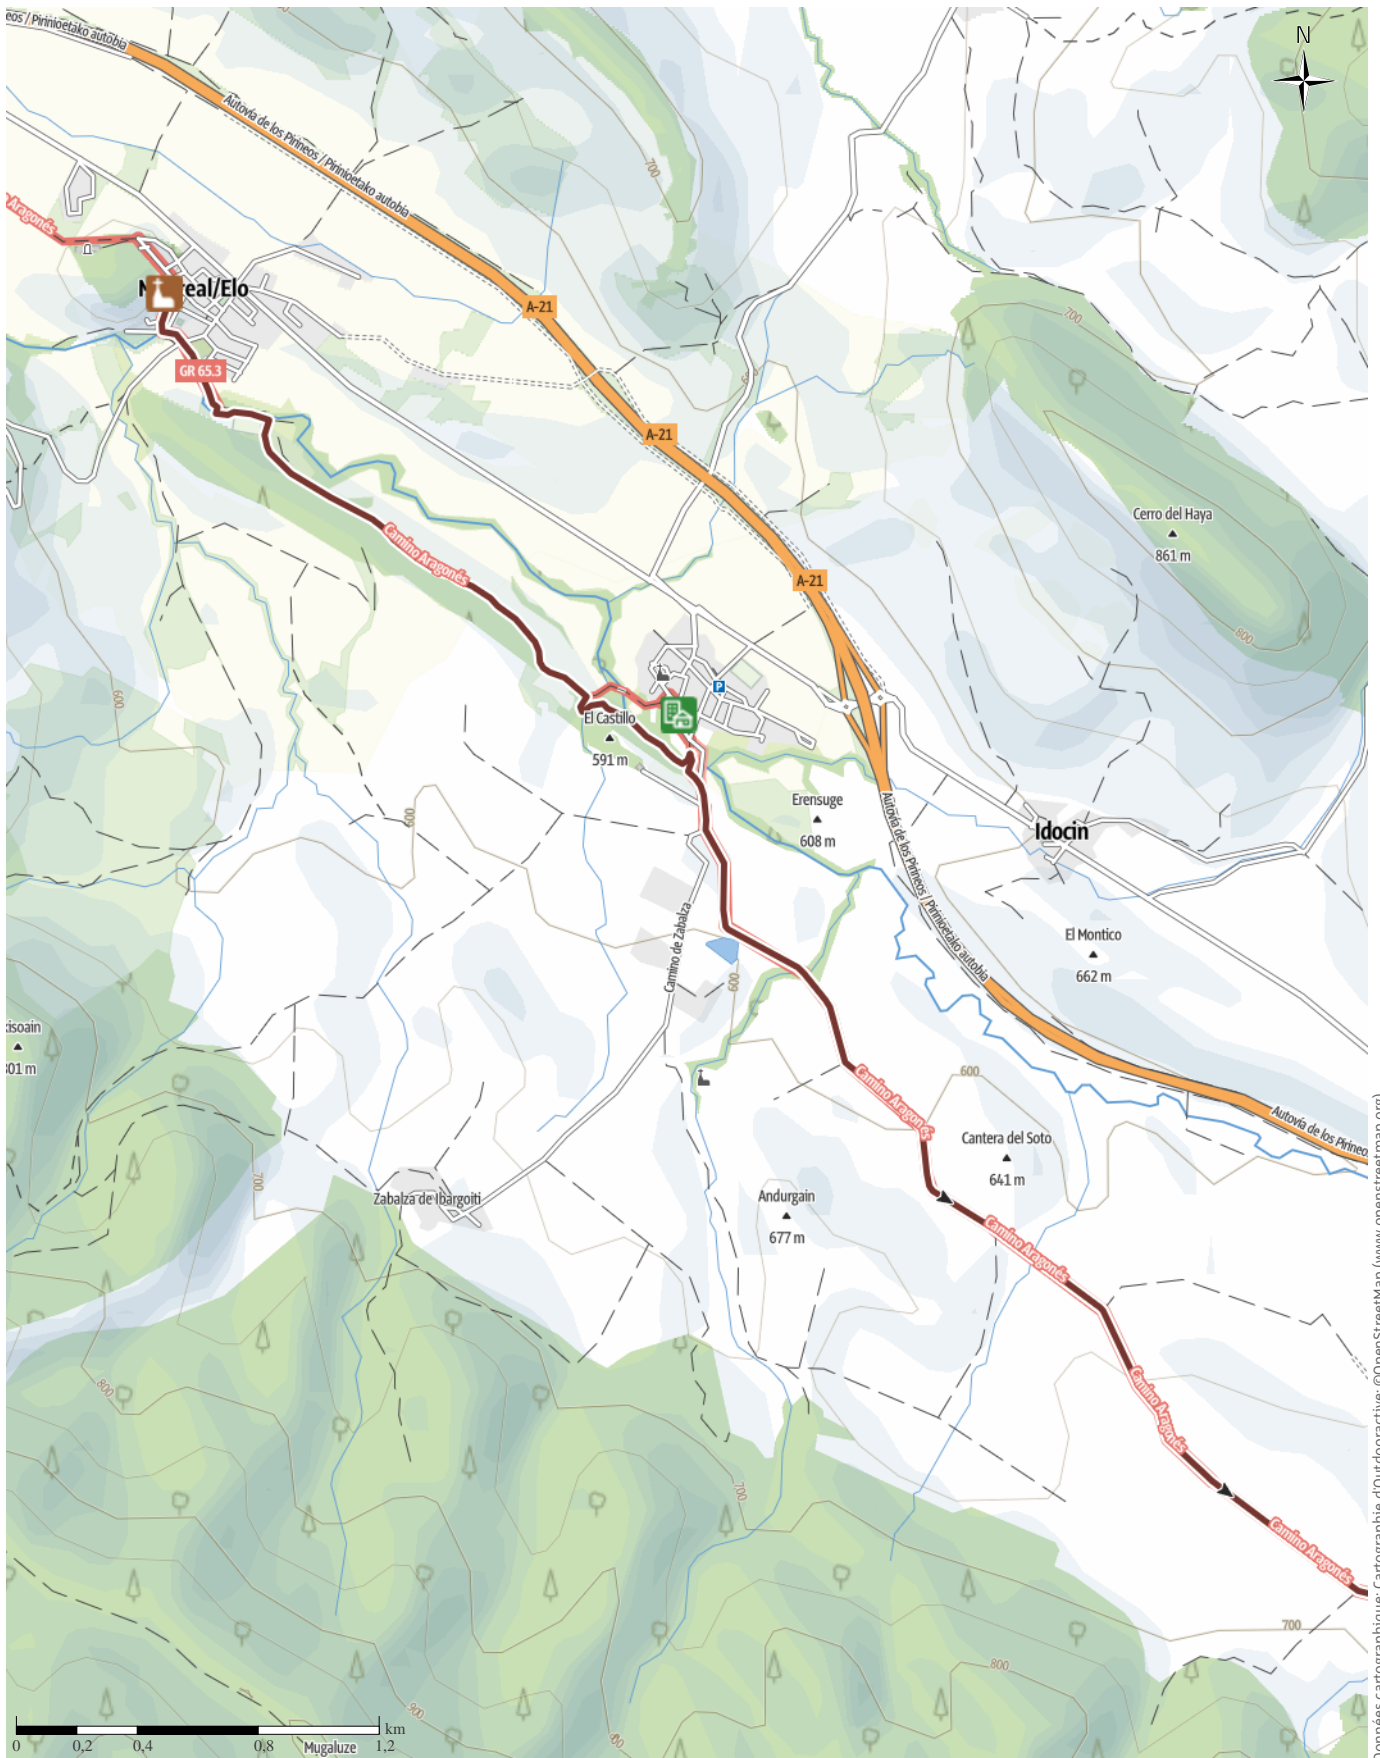 eos / Pirinioetako autobia
N
Autovía de los Pirineos / Pirinioetako autobia
700
Aragonés
Elo
A-21
700
GR 65.3
A-21
Cerro del Haya
861 m
Camino Aragonés
A-21
800
600
P
El Castillo
591 m
Erensuge
608 m
600
Autovía de los Pirineos / Pirinioetako autobia
Idocin
Camino de Zabalza
El Montico
662 m
600
600
Camino Aragonés
Autovía de los Pirineos
Cantera del Soto
641 m
700
Zabalza de Ibargoiti
Andurgain
677 m
Camino Aragonés
800
Camino Aragonés
700
Camino Aragonés
700
800
900
km
0 0,2 0,4 0,8 1,2
Mugaluze
Données cartographique: Cartographie d'Outdooractive; ©OpenStreetMap (www.openstreetmap.org)